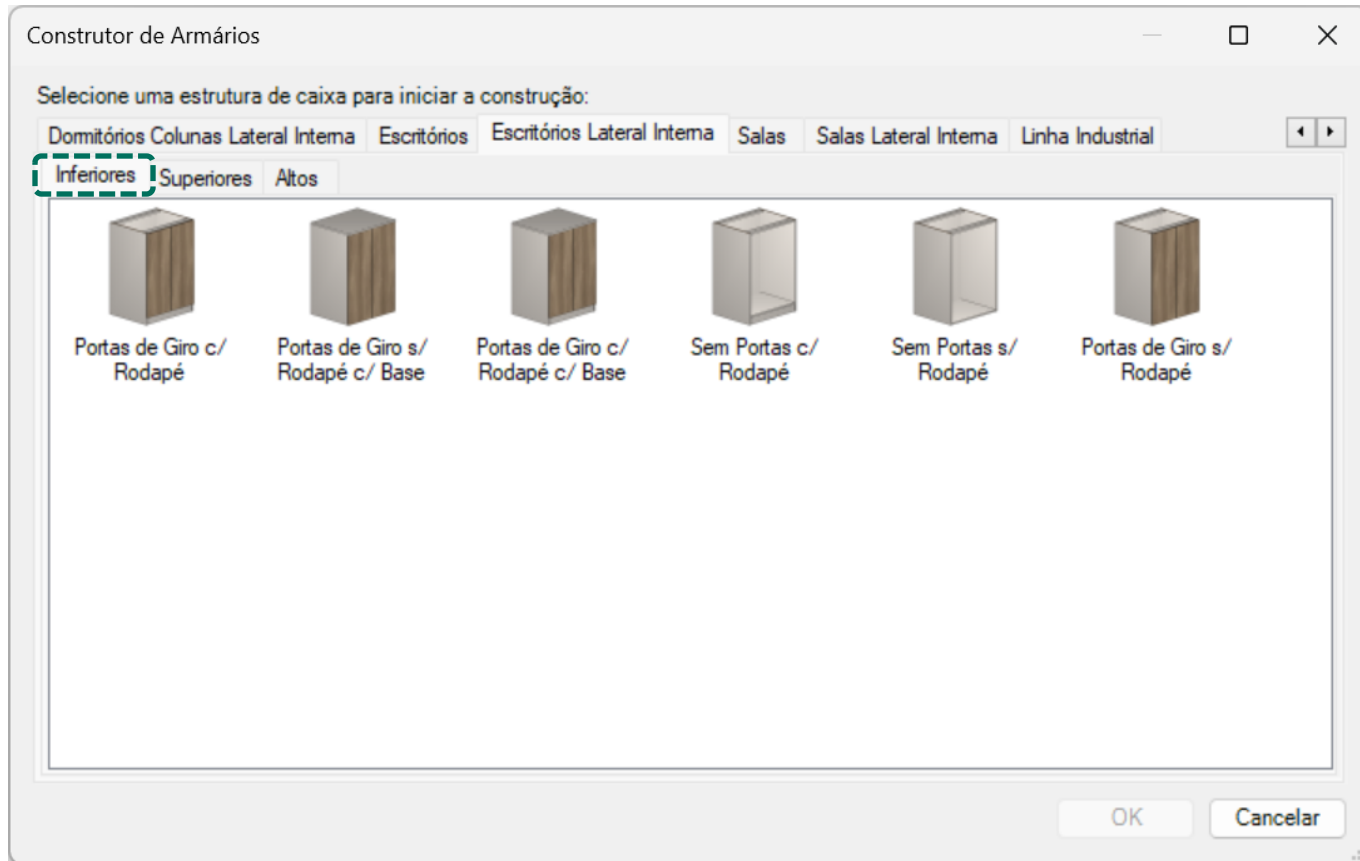 Construtor de Armários
Selecione uma estrutura de caixa para iniciar a construção:
Dormitórios Colunas Lateral Interna Escritórios Escritórios Lateral Interna Salas Salas Lateral Interna Linha Industrial
Inferiores Superiores Altos
Portas de Giro c/ Portas de Giro s/ Portas de Giro c/ Sem Portas c/ Sem Portas s/ Portas de Giro s/
Rodapé Rodapé c/ Base Rodapé c/ Base Rodapé Rodapé Rodapé
OK Cancelar